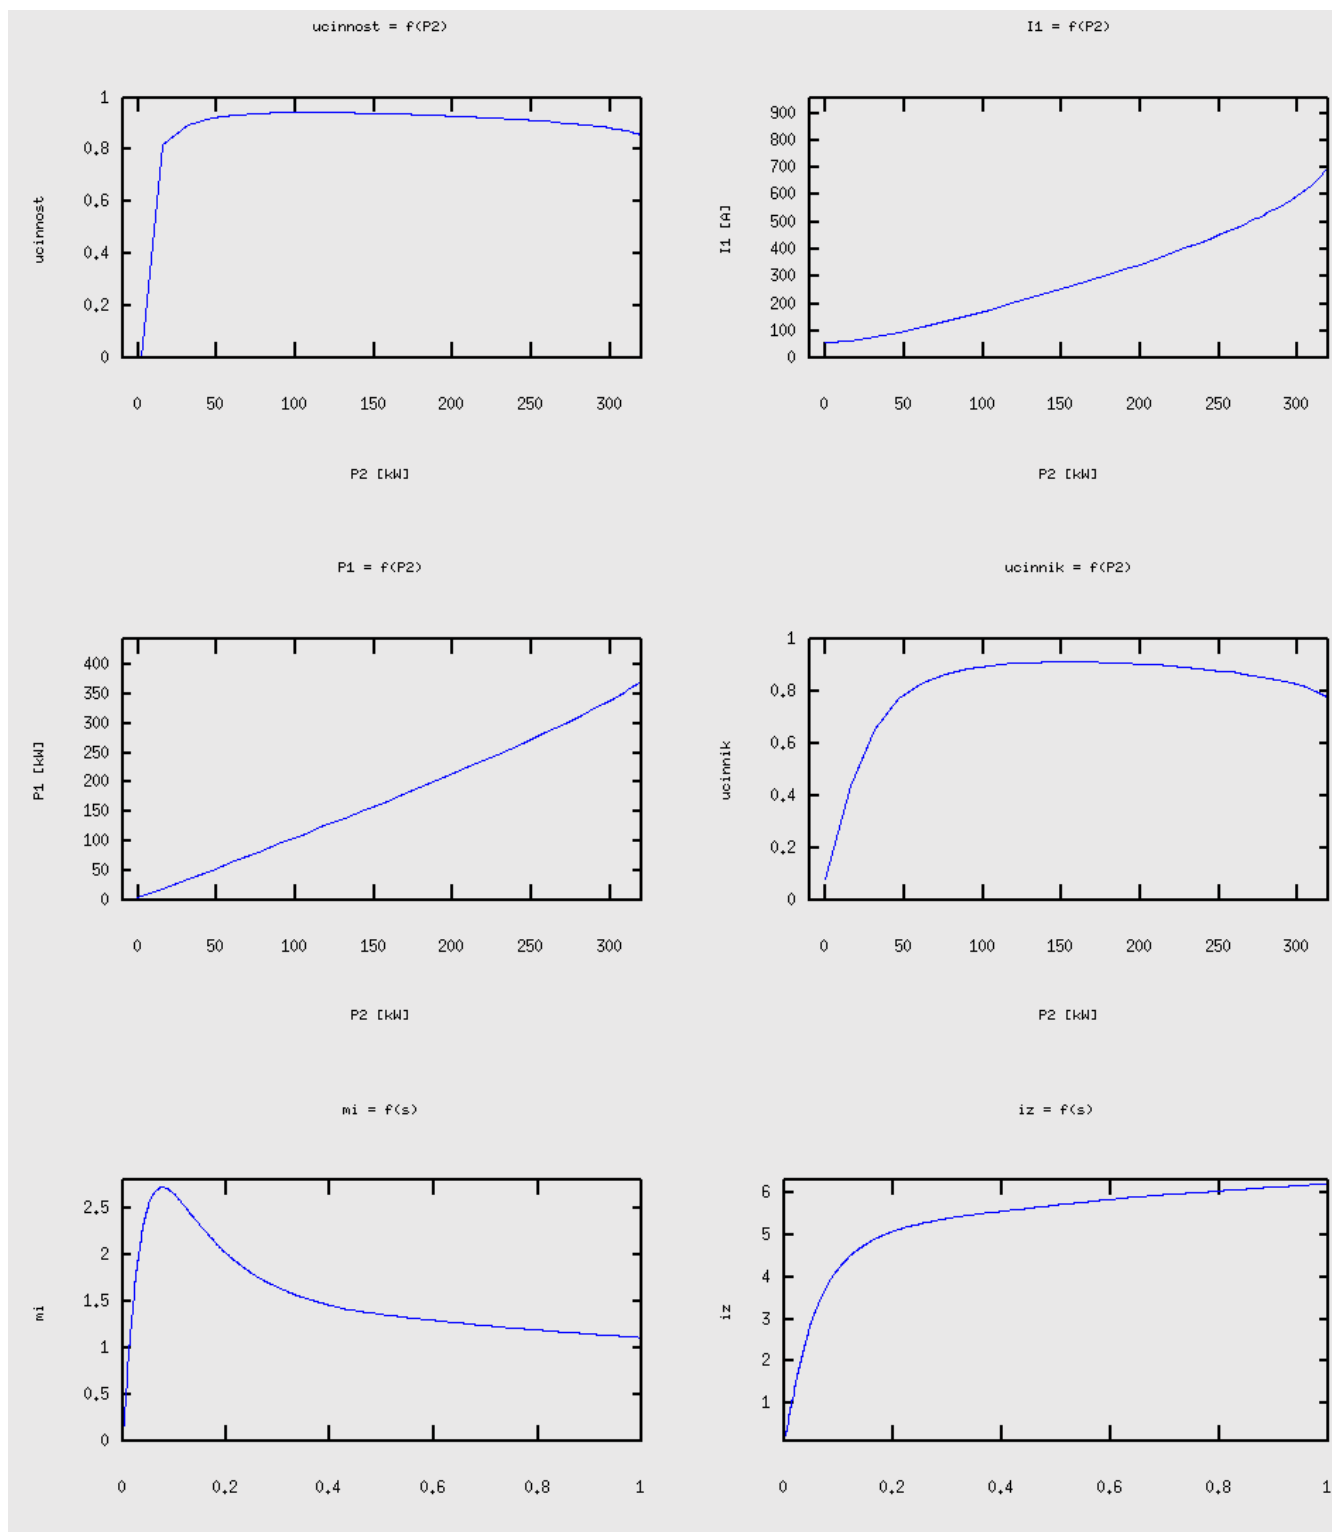 ucinnost = f(P2)
1
0.8
0.6
0.4
0.2
0
ucinnost
0 50 100 150 200 250 300
P2 [kW]
I1 = f(P2)
900
800
700
600
500
400
300
200
100
0
I1 [A]
0 50 100 150 200 250 300
P2 [kW]
P1 = f(P2)
400
350
300
250
200
150
100
50
0
P1 [kW]
0 50 100 150 200 250 300
P2 [kW]
ucinnik = f(P2)
1
0.8
0.6
0.4
0.2
0
ucinnik
0 50 100 150 200 250 300
P2 [kW]
mi = f(s)
2.5
2
1.5
1
0.5
0
mi
0 0.2 0.4 0.6 0.8 1
iz = f(s)
6
5
4
3
2
1
iz
0 0.2 0.4 0.6 0.8 1